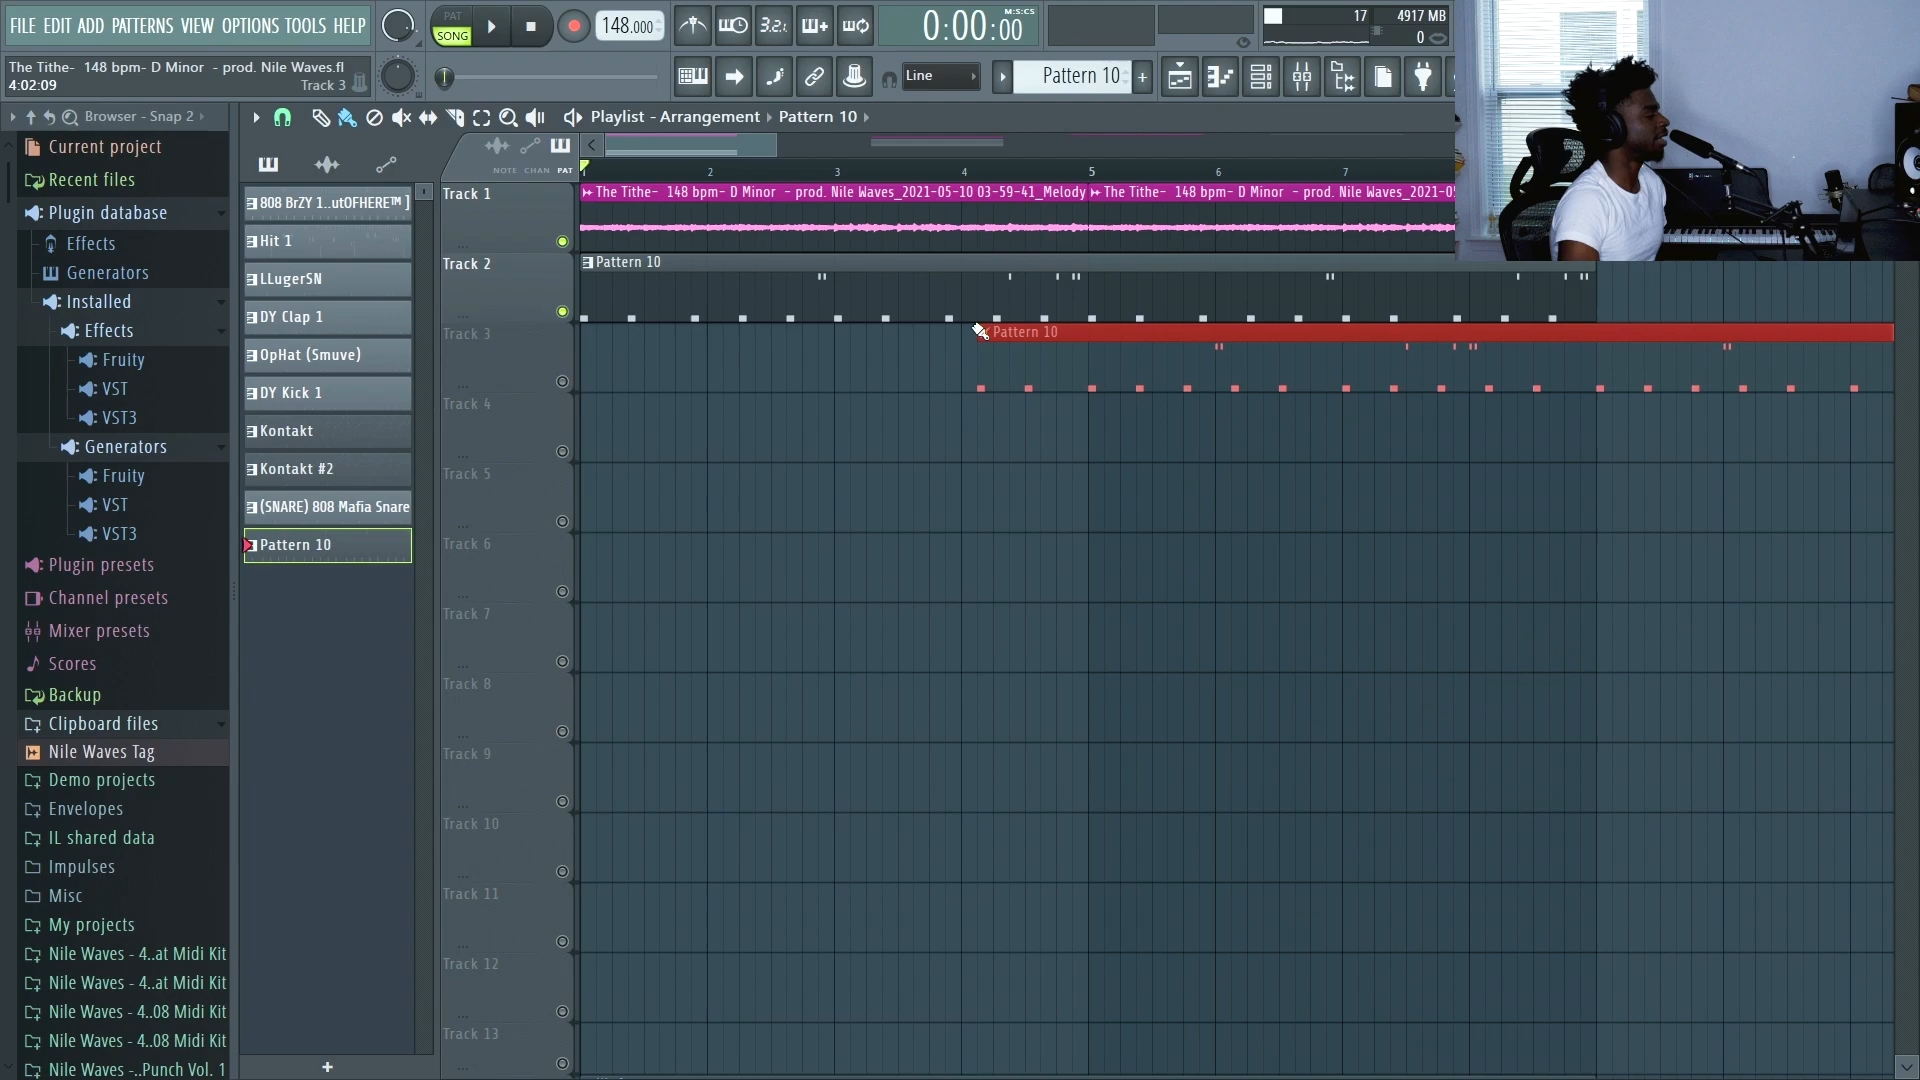 FILE EDIT ADD PATTERNS VIEW OPTIONS TOOLS HELP
PAT
SONG
148.000
3.2.
0:00:00
M:S:CS
17
4917 MB
0
The Tithe-  148 bpm- D Minor  - prod. Nile Waves.fl
4:02:09
Track 3
Line
Pattern 10
+
Browser - Snap 2
Playlist - Arrangement
Pattern 10
Current project
Recent files
Plugin database
Effects
Generators
Installed
Effects
Fruity
VST
VST3
Generators
Fruity
VST
VST3
Plugin presets
Channel presets
Mixer presets
Scores
Backup
Clipboard files
Nile Waves Tag
Demo projects
Envelopes
IL shared data
Impulses
Misc
My projects
Nile Waves - 4..at Midi Kit
Nile Waves - 4..at Midi Kit
Nile Waves - 4..08 Midi Kit
Nile Waves - 4..08 Midi Kit
Nile Waves -..Punch Vol. 1
808 BrZY 1..utOFHERE™ ]
Hit 1
LLugerSN
DY Clap 1
OpHat (Smuve)
DY Kick 1
Kontakt
Kontakt #2
(SNARE) 808 Mafia Snare
Pattern 10
+
NOTE CHAN PAT
2 3 4 5 6 7
Track 1
The Tithe-  148 bpm- D Minor  - prod. Nile Waves_2021-05-10 03-59-41_Melody
The Tithe-  148 bpm- D Minor  - prod. Nile Waves_2021-05
Track 2
Pattern 10
Track 3
Pattern 10
Track 4
Track 5
Track 6
Track 7
Track 8
Track 9
Track 10
Track 11
Track 12
Track 13